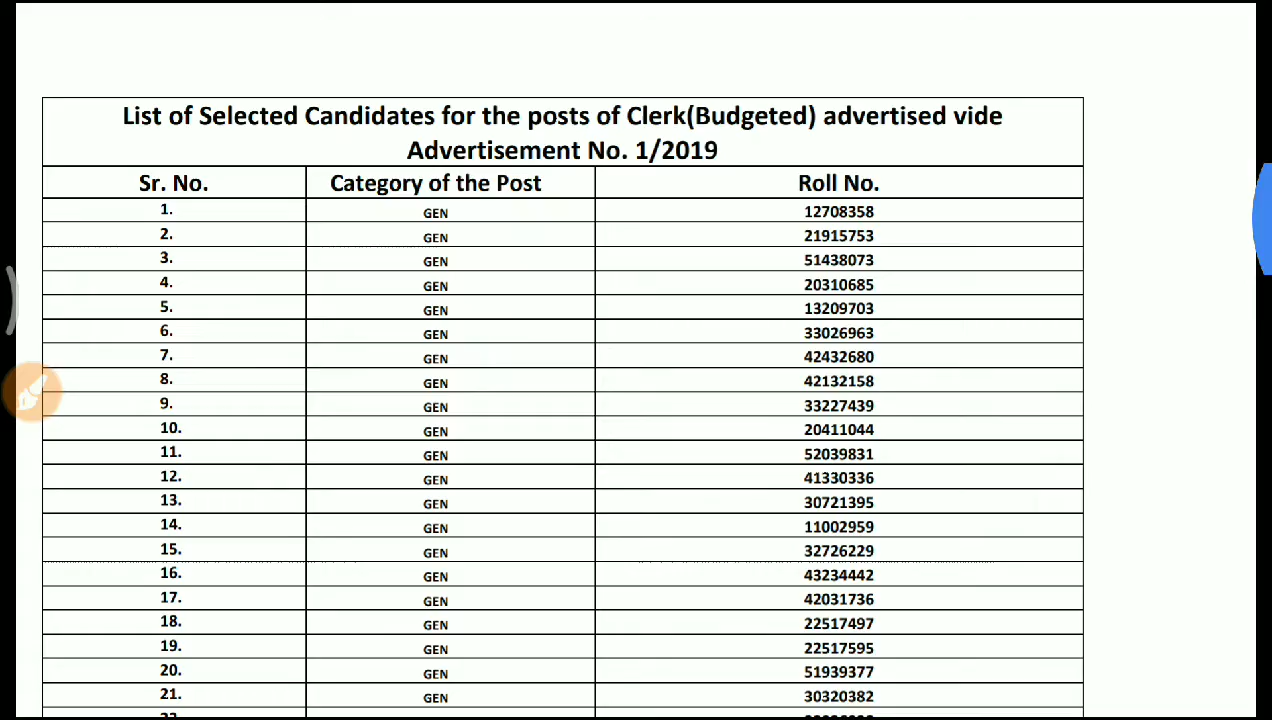 List of Selected Candidates for the posts of Clerk(Budgeted) advertised vide
Advertisement No. 1/2019
Sr. No. Category of the Post Roll No.
1. GEN 12708358
2. GEN 21915753
3. GEN 51438073
4. GEN 20310685
5. GEN 13209703
6. GEN 33026963
7. GEN 42432680
8. GEN 42132158
9. GEN 33227439
10. GEN 20411044
11. GEN 52039831
12. GEN 41330336
13. GEN 30721395
14. GEN 11002959
15. GEN 32726229
16. GEN 43234442
17. GEN 42031736
18. GEN 22517497
19. GEN 22517595
20. GEN 51939377
21. GEN 30320382